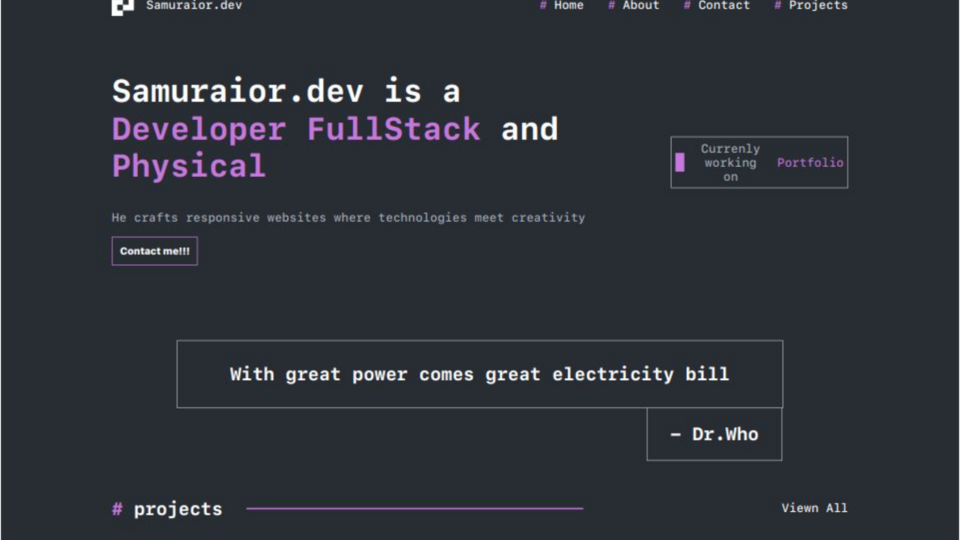 Samuraior.dev
# Home # About # Contact # Projects
Samuraior.dev is a
Developer FullStack and
Physical
Currenly
working
on
Portfolio
He crafts responsive websites where technologies meet creativity
Contact me!!!
With great power comes great electricity bill
- Dr.Who
# projects
Viewn All